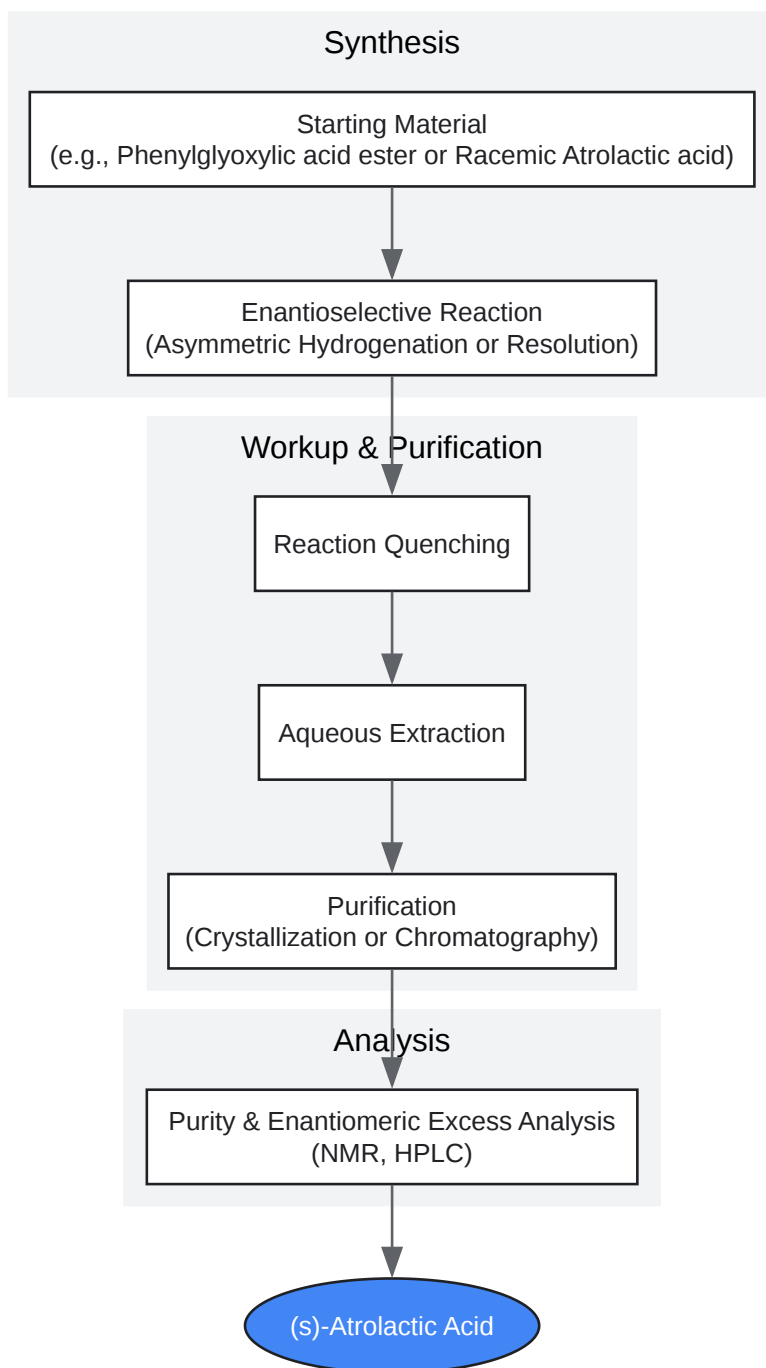 Synthesis
Starting Material
(e.g., Phenylglyoxylic acid ester or Racemic Atrolactic acid)
Enantioselective Reaction
(Asymmetric Hydrogenation or Resolution)
Workup & Purification
Reaction Quenching
Aqueous Extraction
Purification
(Crystallization or Chromatography)
Analysis
Purity & Enantiomeric Excess Analysis
(NMR, HPLC)
(s)-Atrolactic Acid